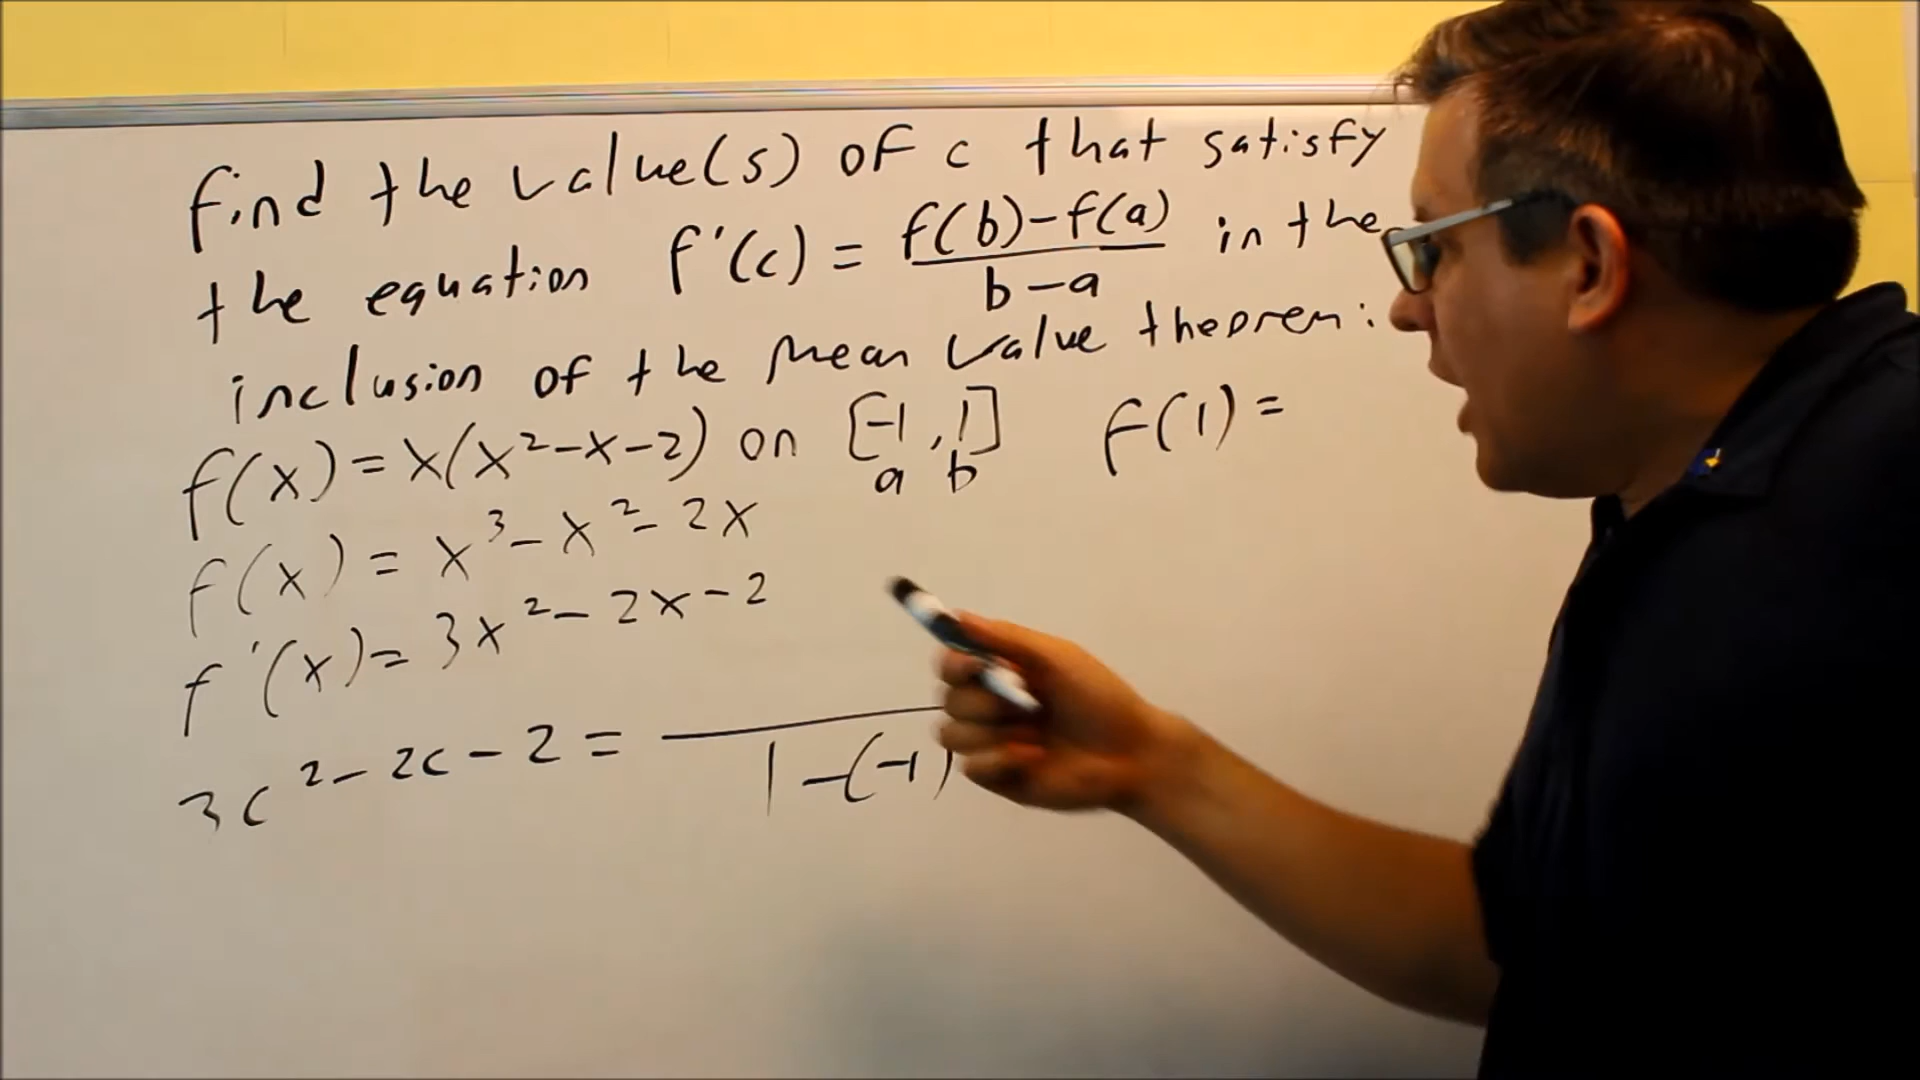 find the value(s) of c that satisfy
the equation f'(c) = f(b)-f(a) / b-a in the
inclusion of the Mean Value theorem:
f(x) = x(x²-x-2) on [-1, 1] f(1) =
a b
f(x) = x³-x²-2x
f'(x) = 3x²-2x-2
3c²-2c-2 = / 1-(-1)